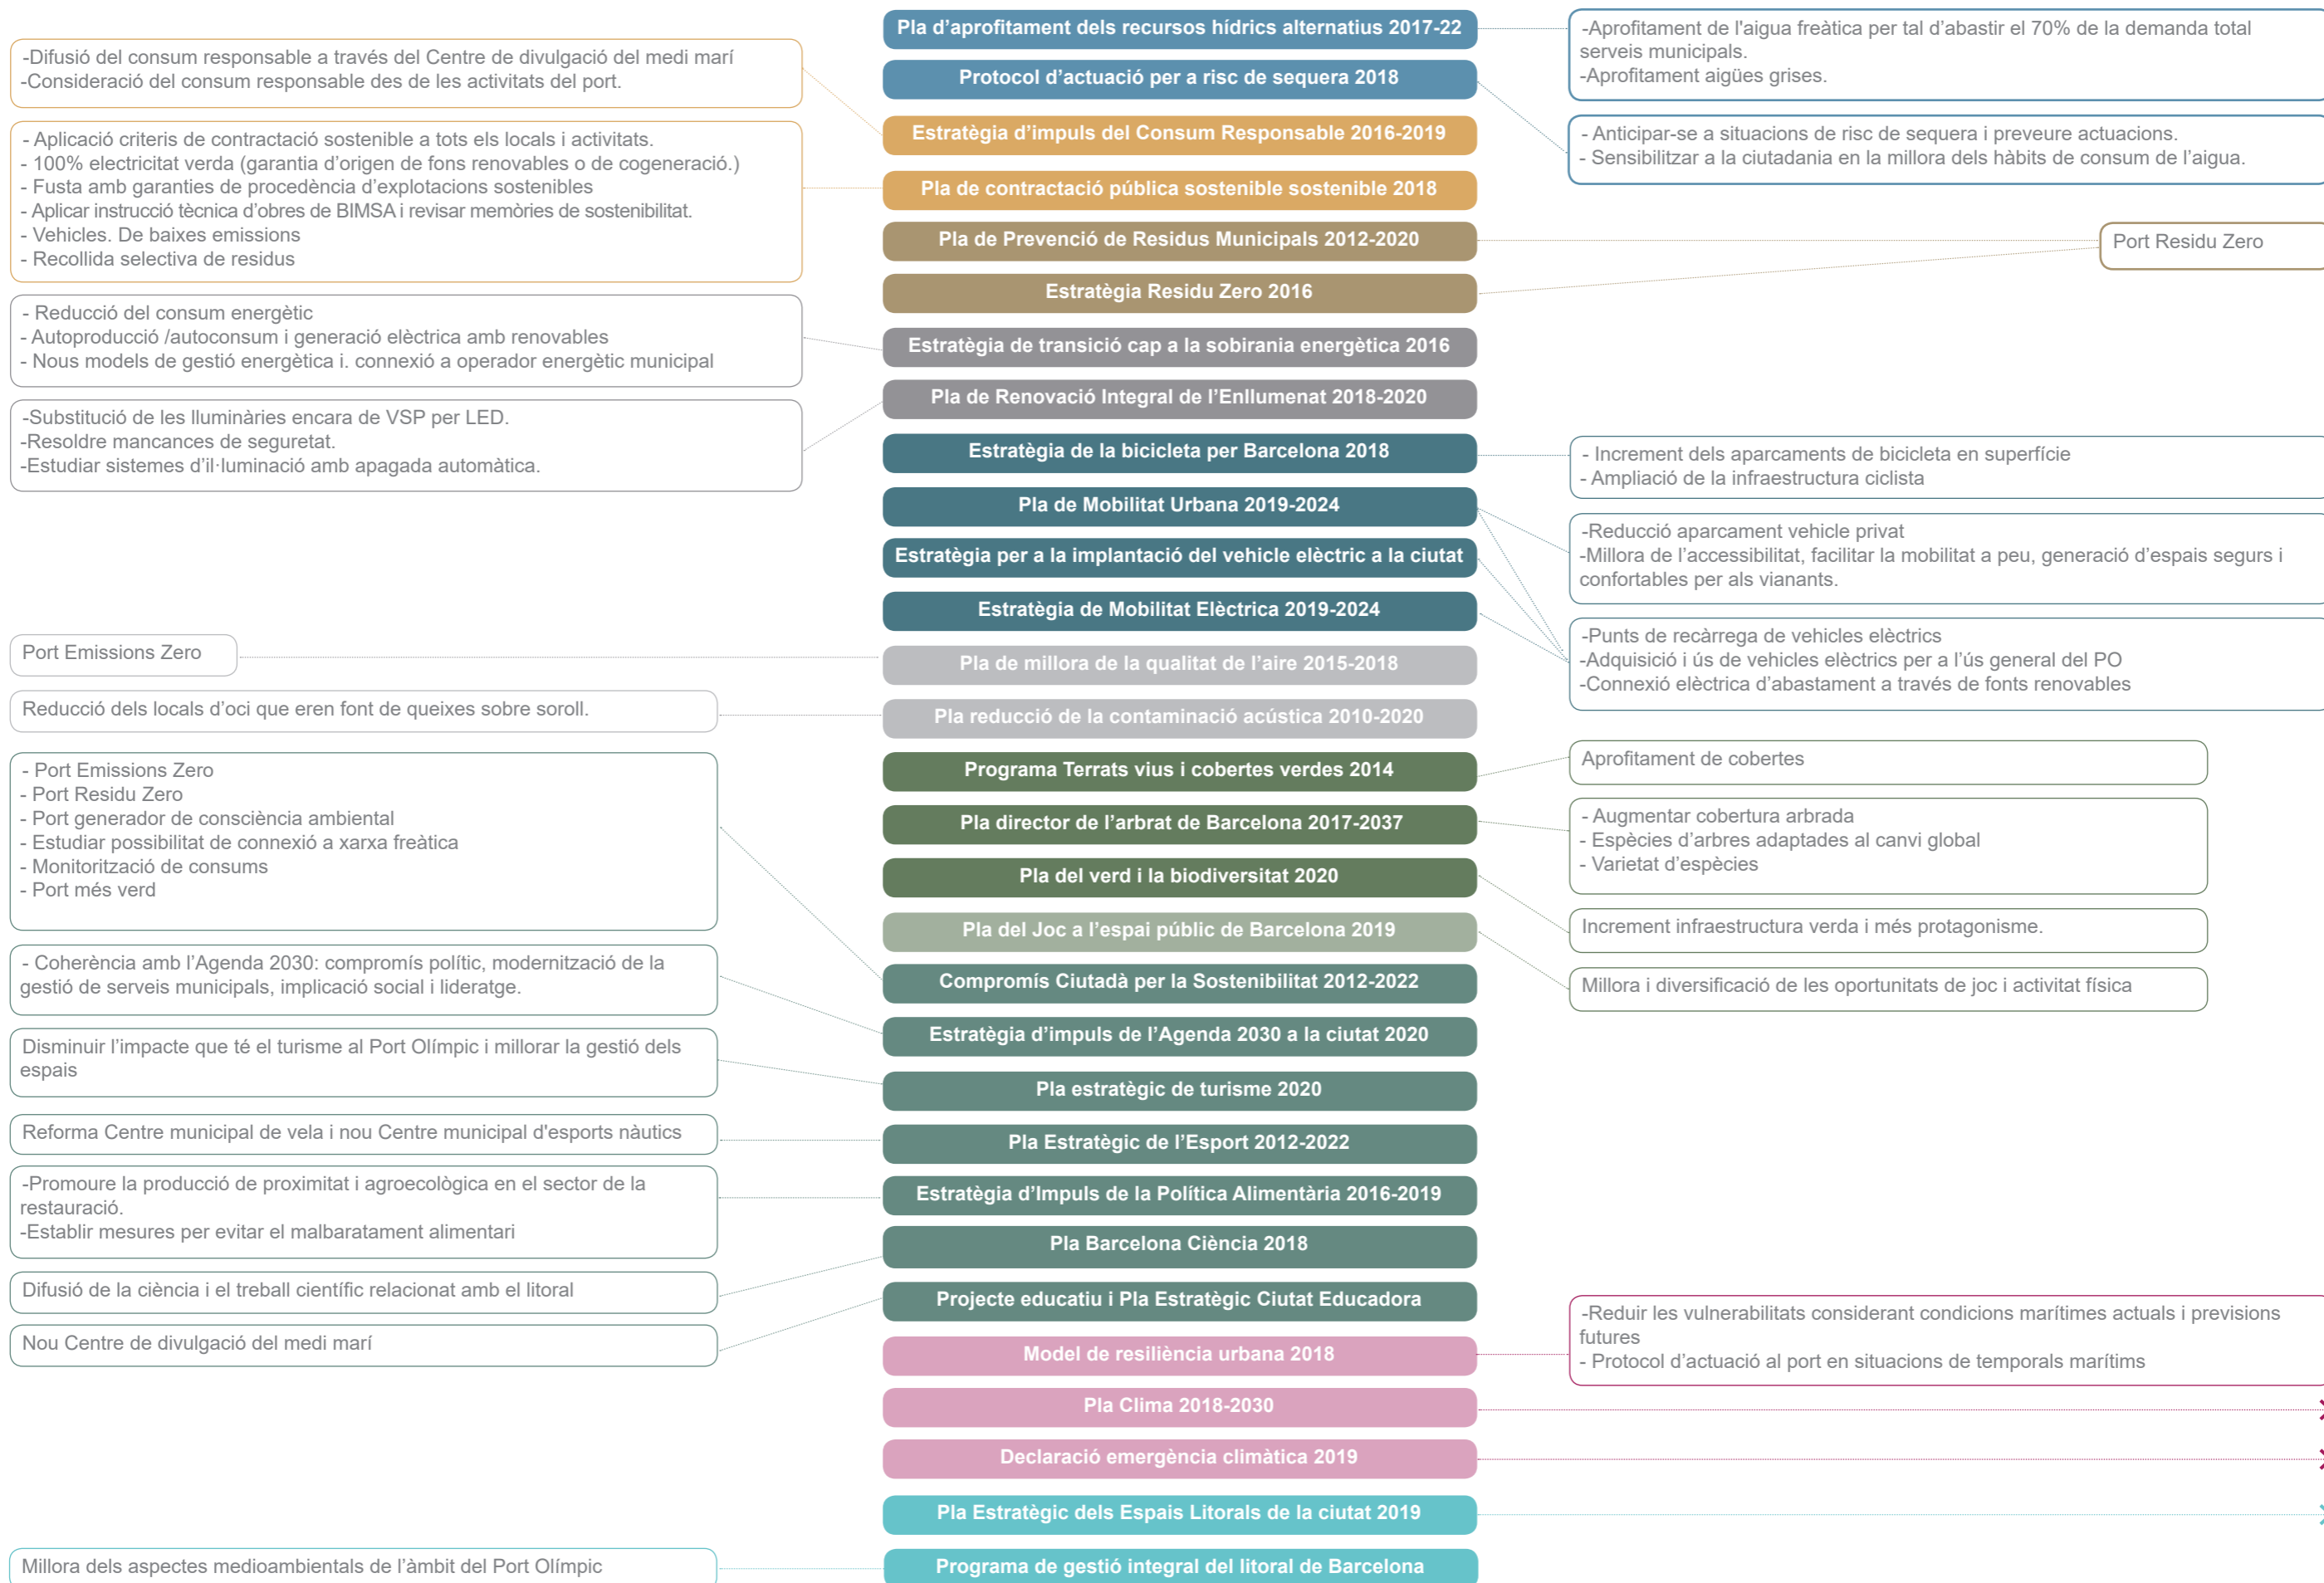 Pla d’aprofitament dels recursos hídrics alternatius 2017-22
Protocol d’actuació per a risc de sequera 2018
Estratègia d’impuls del Consum Responsable 2016-2019
Pla de contractació pública sostenible sostenible 2018
Pla de Prevenció de Residus Municipals 2012-2020
Estratègia Residu Zero 2016
Estratègia de transició cap a la sobirania energètica 2016
Pla de Renovació Integral de l’Enllumenat 2018-2020
Estratègia de la bicicleta per Barcelona 2018
Pla de Mobilitat Urbana 2019-2024
Estratègia per a la implantació del vehicle elèctric a la ciutat
Estratègia de Mobilitat Elèctrica 2019-2024
Pla de millora de la qualitat de l’aire 2015-2018
Pla reducció de la contaminació acústica 2010-2020
Programa Terrats vius i cobertes verdes 2014
Pla director de l’arbrat de Barcelona 2017-2037
Pla del verd i la biodiversitat 2020
Pla del Joc a l’espai públic de Barcelona 2019
Compromís Ciutadà per la Sostenibilitat 2012-2022
Estratègia d’impuls de l’Agenda 2030 a la ciutat 2020
Pla estratègic de turisme 2020
Pla Estratègic de l’Esport 2012-2022
Estratègia d’Impuls de la Política Alimentària 2016-2019
Pla Barcelona Ciència 2018
Projecte educatiu i Pla Estratègic Ciutat Educadora
Model de resiliència urbana 2018
Pla Clima 2018-2030
Declaració emergència climàtica 2019
Pla Estratègic dels Espais Litorals de la ciutat 2019
Programa de gestió integral del litoral de Barcelona
-Difusió del consum responsable a través del Centre de divulgació del medi marí
-Consideració del consum responsable des de les activitats del port.
- Aplicació criteris de contractació sostenible a tots els locals i activitats.
- 100% electricitat verda (garantia d’origen de fons renovables o de cogeneració.)
- Fusta amb garanties de procedència d’explotacions sostenibles
- Aplicar instrucció tècnica d’obres de BIMSA i revisar memòries de sostenibilitat.
- Vehicles. De baixes emissions
- Recollida selectiva de residus
- Reducció del consum energètic
- Autoproducció /autoconsum i generació elèctrica amb renovables
- Nous models de gestió energètica i. connexió a operador energètic municipal
-Substitució de les lluminàries encara de VSP per LED.
-Resoldre mancances de seguretat.
-Estudiar sistemes d’il·luminació amb apagada automàtica.
Port Emissions Zero
Reducció dels locals d’oci que eren font de queixes sobre soroll.
- Port Emissions Zero
- Port Residu Zero
- Port generador de consciència ambiental
- Estudiar possibilitat de connexió a xarxa freàtica
- Monitorització de consums
- Port més verd
- Coherència amb l’Agenda 2030: compromís polític, modernització de la
gestió de serveis municipals, implicació social i lideratge.
Disminuir l’impacte que té el turisme al Port Olímpic i millorar la gestió dels
espais
Reforma Centre municipal de vela i nou Centre municipal d'esports nàutics
-Promoure la producció de proximitat i agroecològica en el sector de la
restauració.
-Establir mesures per evitar el malbaratament alimentari
Difusió de la ciència i el treball científic relacionat amb el litoral
Nou Centre de divulgació del medi marí
Millora dels aspectes medioambientals de l’àmbit del Port Olímpic
-Aprofitament de l'aigua freàtica per tal d’abastir el 70% de la demanda total
serveis municipals.
-Aprofitament aigües grises.
- Anticipar-se a situacions de risc de sequera i preveure actuacions.
- Sensibilitzar a la ciutadania en la millora dels hàbits de consum de l’aigua.
Port Residu Zero
- Increment dels aparcaments de bicicleta en superfície
- Ampliació de la infraestructura ciclista
-Reducció aparcament vehicle privat
-Millora de l’accessibilitat, facilitar la mobilitat a peu, generació d’espais segurs i
confortables per als vianants.
-Punts de recàrrega de vehicles elèctrics
-Adquisició i ús de vehicles elèctrics per a l’ús general del PO
-Connexió elèctrica d’abastament a través de fonts renovables
Aprofitament de cobertes
- Augmentar cobertura arbrada
- Espècies d’arbres adaptades al canvi global
- Varietat d’espècies
Increment infraestructura verda i més protagonisme.
Millora i diversificació de les oportunitats de joc i activitat física
-Reduir les vulnerabilitats considerant condicions marítimes actuals i previsions
futures
- Protocol d’actuació al port en situacions de temporals marítims